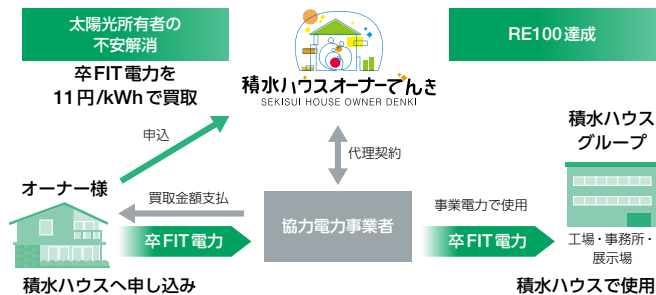 太陽光所有者の
不安解消
RE100達成
卒FIT電力を
11円/kWhで買取
積水ハウスオーナーでんき
SEKISUI HOUSE OWNER DENKI
申込
代理契約
積水ハウス
グループ
オーナー様
買取金額支払
協力電力事業者
事業電力で使用
卒FIT電力
卒FIT電力
工場・事務所・
展示場
積水ハウスへ申し込み
積水ハウスで使用